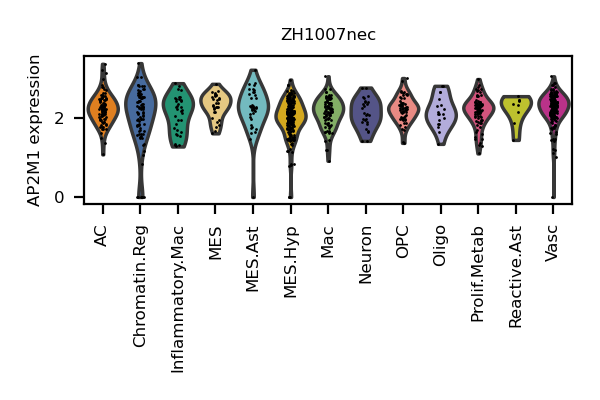 ZH1007nec
AP2M1 expression
2
0
AC
Chromatin.Reg
Inflammatory.Mac
MES
MES.Ast
MES.Hyp
Mac
Neuron
OPC
Oligo
Prolif.Metab
Reactive.Ast
Vasc